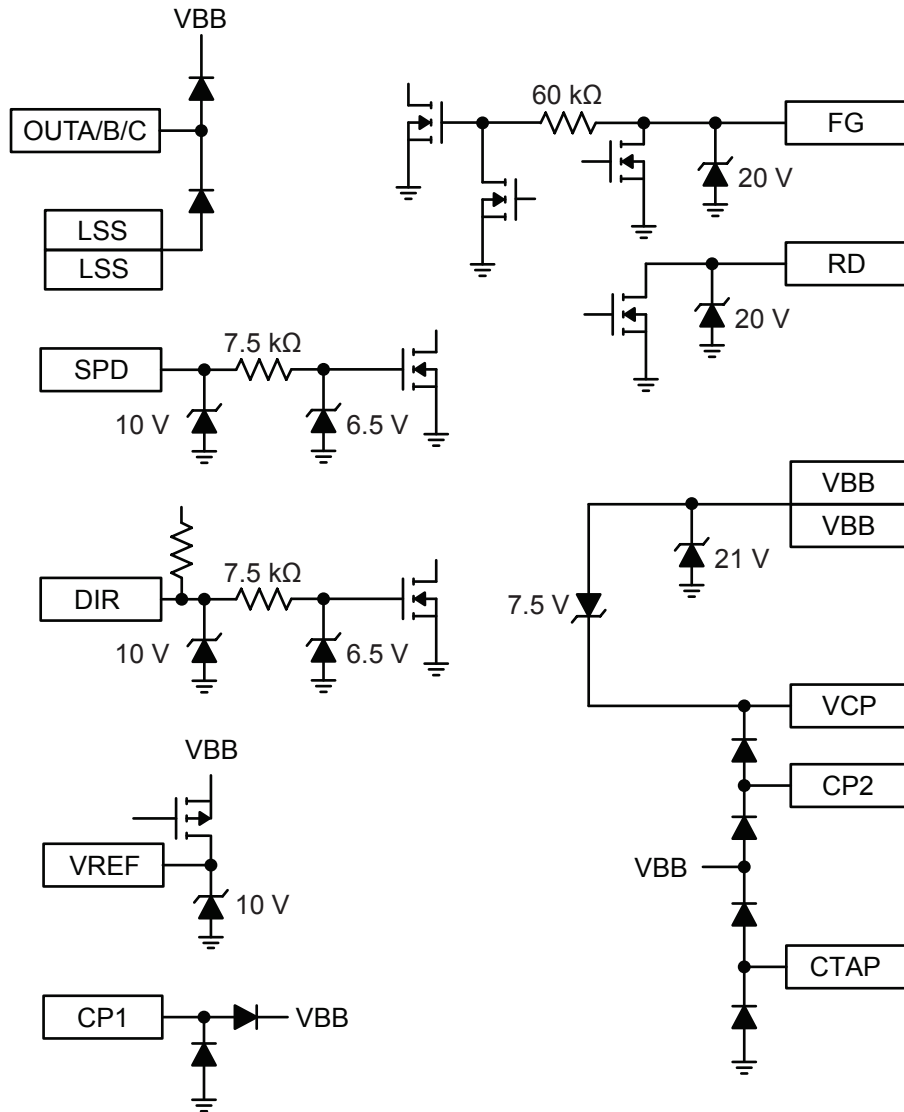 VBB
OUTA/B/C
LSS
LSS
60 kΩ
FG
20 V
RD
20 V
7.5 kΩ
SPD
10 V
6.5 V
7.5 kΩ
DIR
10 V
6.5 V
VBB
VBB
21 V
7.5 V
VCP
CP2
VBB
CTAP
VBB
VREF
10 V
CP1
VBB